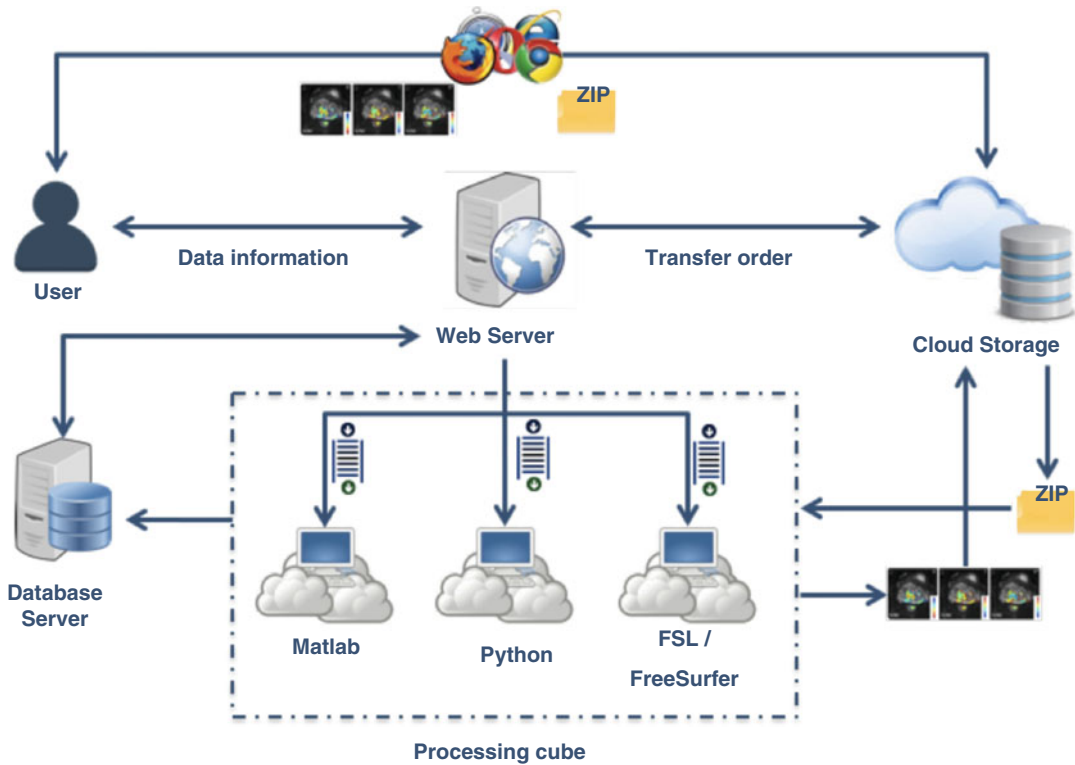 ZIP
Data information
Transfer order
User
Web Server
Cloud Storage
ZIP
Database
Server
Matlab
Python
FSL /
FreeSurfer
Processing cube